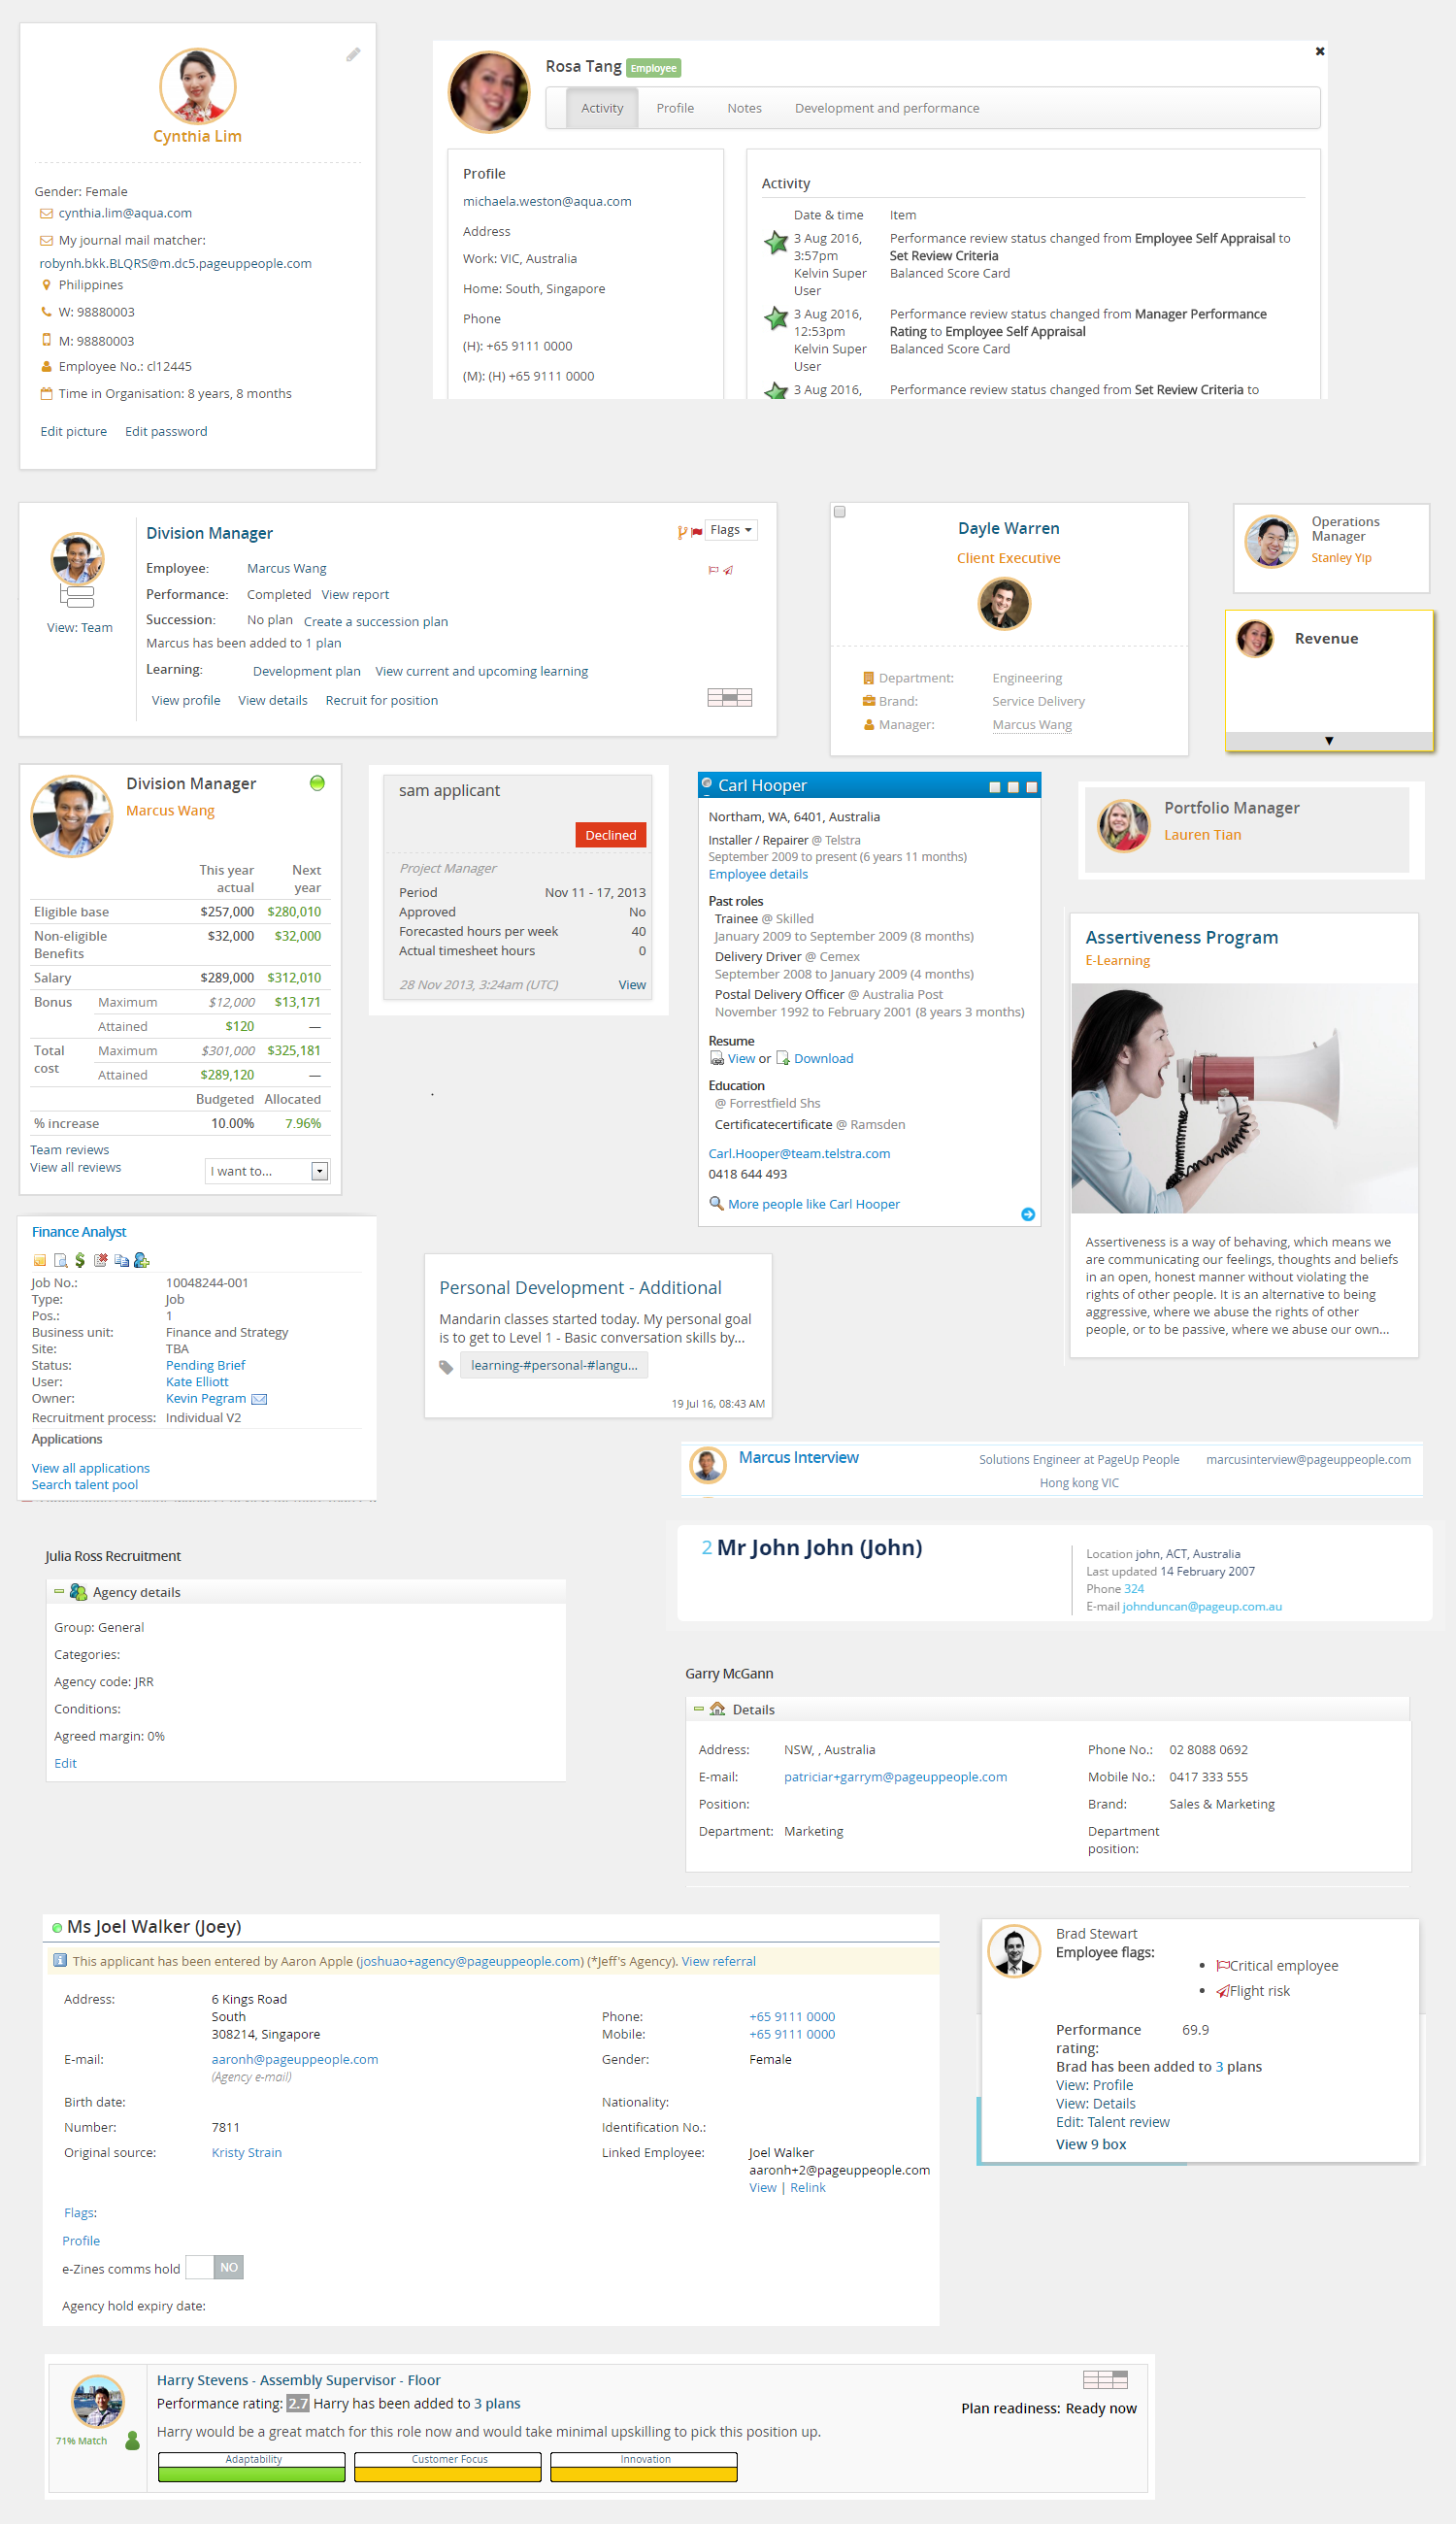 Cynthia Lim
Gender: Female
cynthia.lim@aqua.com
My journal mail matcher:
robynh.bkk.BLQRS@m.dc5.pageuppeople.com
Philippines
W: 98880003
M: 98880003
Employee No.: cl12445
Time in Organisation: 8 years, 8 months
Edit picture Edit password
Rosa Tang Employee
Activity Profile Notes Development and performance
Profile
michaela.weston@aqua.com
Address
Work: VIC, Australia
Home: South, Singapore
Phone
(H): +65 9111 0000
(M): (H) +65 9111 0000
Activity
Date & time Item
3 Aug 2016, Performance review status changed from Employee Self Appraisal to
3:57pm Set Review Criteria
Kelvin Super Balanced Score Card
User
3 Aug 2016, Performance review status changed from Manager Performance
12:53pm Rating to Employee Self Appraisal
Kelvin Super Balanced Score Card
User
3 Aug 2016, Performance review status changed from Set Review Criteria to
Division Manager
Flags
Employee: Marcus Wang
Performance: Completed View report
Succession: No plan Create a succession plan
Marcus has been added to 1 plan
Learning: Development plan View current and upcoming learning
View profile View details Recruit for position
View: Team
Dayle Warren
Client Executive
Department: Engineering
Brand: Service Delivery
Manager: Marcus Wang
Operations
Manager
Stanley Yip
Revenue
Division Manager
Marcus Wang
This year Next
actual year
Eligible base $257,000 $280,010
Non-eligible $32,000 $32,000
Benefits
Salary $289,000 $312,010
Bonus Maximum $12,000 $13,171
Attained $120 —
Total Maximum $301,000 $325,181
cost
Attained $289,120 —
Budgeted Allocated
% increase 10.00% 7.96%
Team reviews
View all reviews
I want to...
sam applicant
Declined
Project Manager
Period Nov 11 - 17, 2013
Approved No
Forecasted hours per week 40
Actual timesheet hours 0
28 Nov 2013, 3:24am (UTC) View
Carl Hooper
Northam, WA, 6401, Australia
Installer / Repairer @ Telstra
September 2009 to present (6 years 11 months)
Employee details
Past roles
Trainee @ Skilled
January 2009 to September 2009 (8 months)
Delivery Driver @ Cemex
September 2008 to January 2009 (4 months)
Postal Delivery Officer @ Australia Post
November 1992 to February 2001 (8 years 3 months)
Resume
View or Download
Education
@ Forrestfield Shs
Certificatecertificate @ Ramsden
Carl.Hooper@team.telstra.com
0418 644 493
More people like Carl Hooper
Portfolio Manager
Lauren Tian
Assertiveness Program
E-Learning
Assertiveness is a way of behaving, which means we
are communicating our feelings, thoughts and beliefs
in an open, honest manner without violating the
rights of other people. It is an alternative to being
aggressive, where we abuse the rights of other
people, or to be passive, where we abuse our own...
Finance Analyst
Job No.: 10048244-001
Type: Job
Pos.: 1
Business unit: Finance and Strategy
Site: TBA
Status: Pending Brief
User: Kate Elliott
Owner: Kevin Pegram
Recruitment process: Individual V2
Applications
View all applications
Search talent pool
Personal Development - Additional
Mandarin classes started today. My personal goal
is to get to Level 1 - Basic conversation skills by...
learning-#personal-#langu...
19 Jul 16, 08:43 AM
Marcus Interview Solutions Engineer at PageUp People marcusinterview@pageuppeople.com
Hong kong VIC
2 Mr John John (John)
Location john, ACT, Australia
Last updated 14 February 2007
Phone 324
E-mail johnduncan@pageup.com.au
Julia Ross Recruitment
Agency details
Group: General
Categories:
Agency code: JRR
Conditions:
Agreed margin: 0%
Edit
Garry McGann
Details
Address: NSW, , Australia Phone No.: 02 8088 0692
E-mail: patriciar+garrym@pageuppeople.com Mobile No.: 0417 333 555
Position: Brand: Sales & Marketing
Department: Marketing Department
position:
Ms Joel Walker (Joey)
This applicant has been entered by Aaron Apple (joshuao+agency@pageuppeople.com) (*Jeff's Agency). View referral
Address: 6 Kings Road
South Phone: +65 9111 0000
308214, Singapore Mobile: +65 9111 0000
E-mail: aaronh@pageuppeople.com Gender: Female
(Agency e-mail)
Birth date: Nationality:
Number: 7811 Identification No.:
Original source: Kristy Strain Linked Employee: Joel Walker
aaronh+2@pageuppeople.com
View | Relink
Flags:
Profile
e-Zines comms hold NO
Agency hold expiry date:
Brad Stewart
Employee flags:
Critical employee
Flight risk
Performance 69.9
rating:
Brad has been added to 3 plans
View: Profile
View: Details
Edit: Talent review
View 9 box
Harry Stevens - Assembly Supervisor - Floor
Performance rating: 2.7 Harry has been added to 3 plans
Plan readiness: Ready now
Harry would be a great match for this role now and would take minimal upskilling to pick this position up.
71% Match
Adaptability Customer Focus Innovation